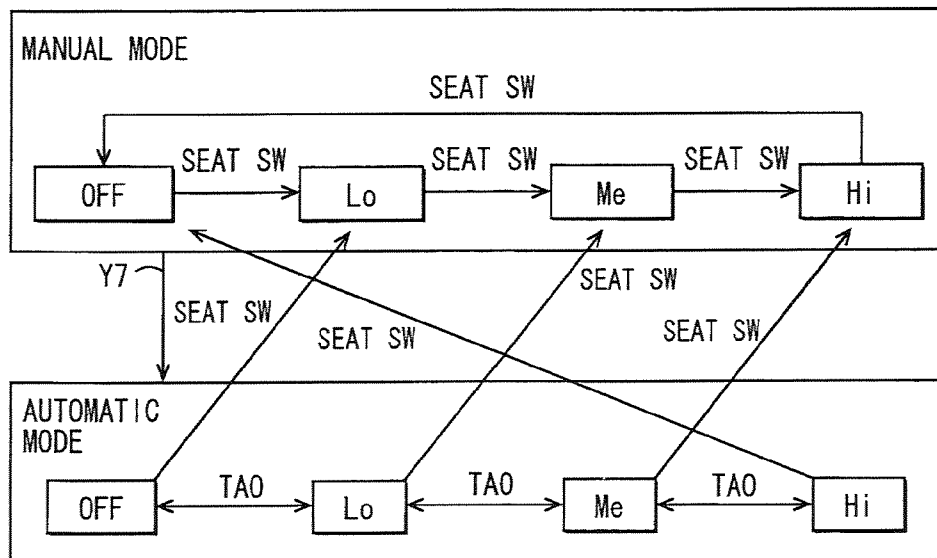 MANUAL MODE
SEAT SW
SEAT SW
SEAT SW
SEAT SW
OFF
Lo
Me
Hi
Y7
SEAT SW
SEAT SW
SEAT SW
SEAT SW
AUTOMATIC
MODE
OFF
TAO
Lo
TAO
Me
TAO
Hi